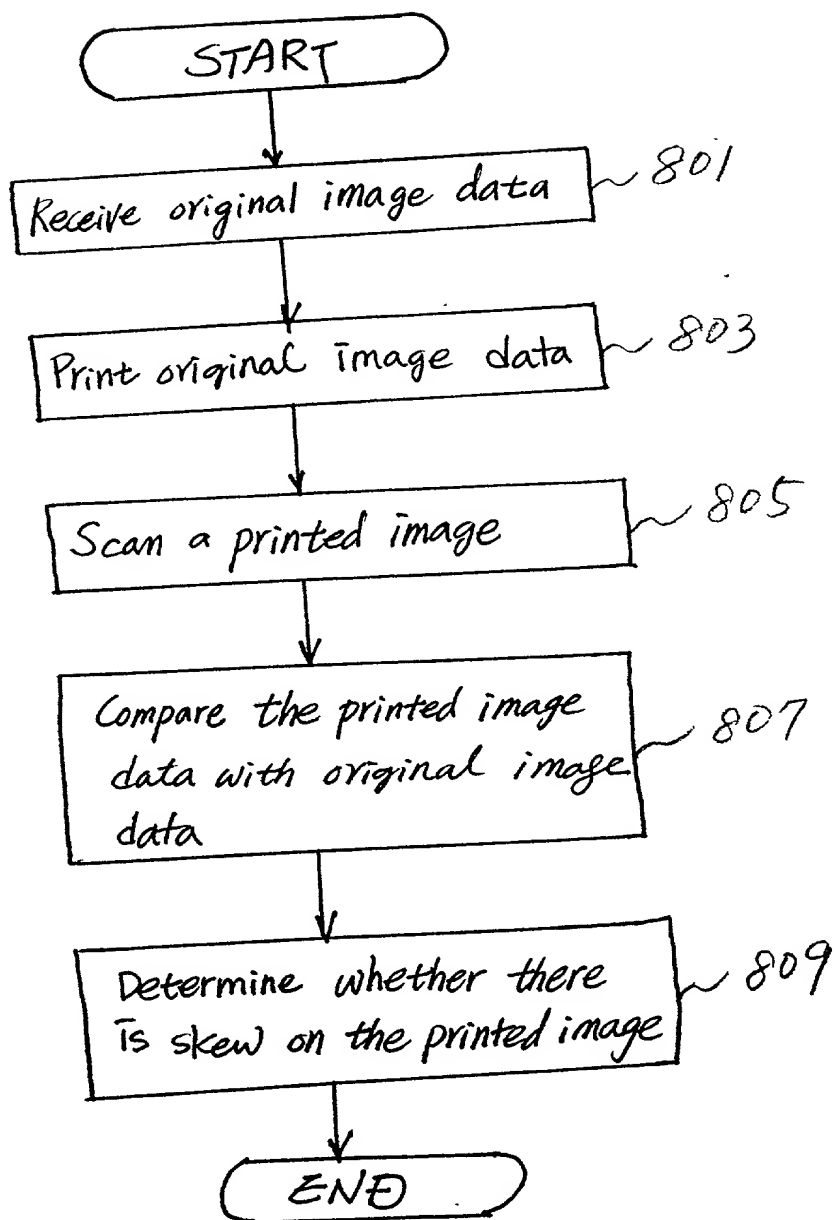 START
Receive original image data
801
Print original image data
803
Scan a printed image
805
Compare the printed image
data with original image
data
807
Determine whether there
is skew on the printed image
809
END